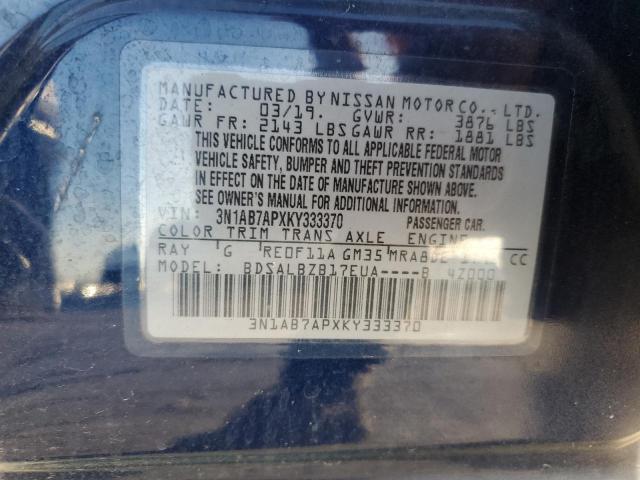 MANUFACTURED BY NISSAN MOTOR CO., LTD.
DATE: 03/19. GVWR: 3876 LBS
GAWR FR: 2143 LBS GAWR RR: 1881 LBS
THIS VEHICLE CONFORMS TO ALL APPLICABLE FEDERAL MOTOR
VEHICLE SAFETY, BUMPER AND THEFT PREVENTION STANDARDS
IN EFFECT ON THE DATE OF MANUFACTURE SHOWN ABOVE.
SEE OWNER'S MANUAL FOR ADDITIONAL INFORMATION.
VIN: 3N1AB7APXKY333370 PASSENGER CAR.
COLOR TRIM TRANS AXLE ENGINE
RAY G RE0F11A GM35 MRA8DE CC
MODEL: BDSALBZB17EUA----B 4Z000
3N1AB7APXKY333370